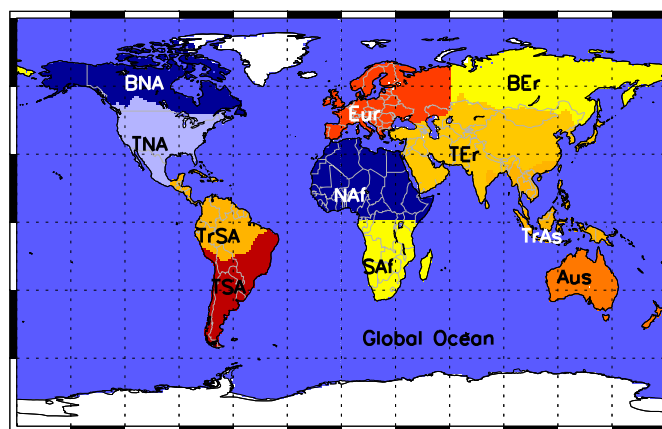 BNA
BEr
Eur
TNA
TEr
NAf
TrSA
TrAs
SAf
Aus
TSA
Global Ocean